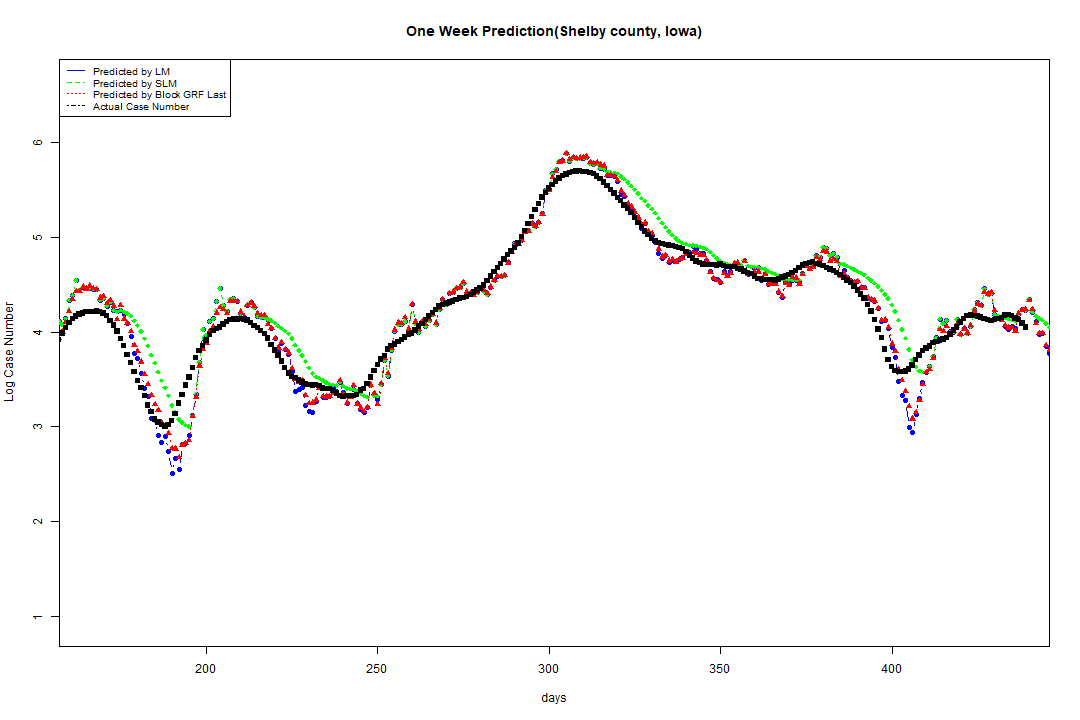 One Week Prediction(Shelby county, Iowa)
Predicted by LM
Predicted by SLM
Predicted by Block GRF Last
Actual Case Number
Log Case Number
6
5
4
3
2
1
200 250 300 350 400
days